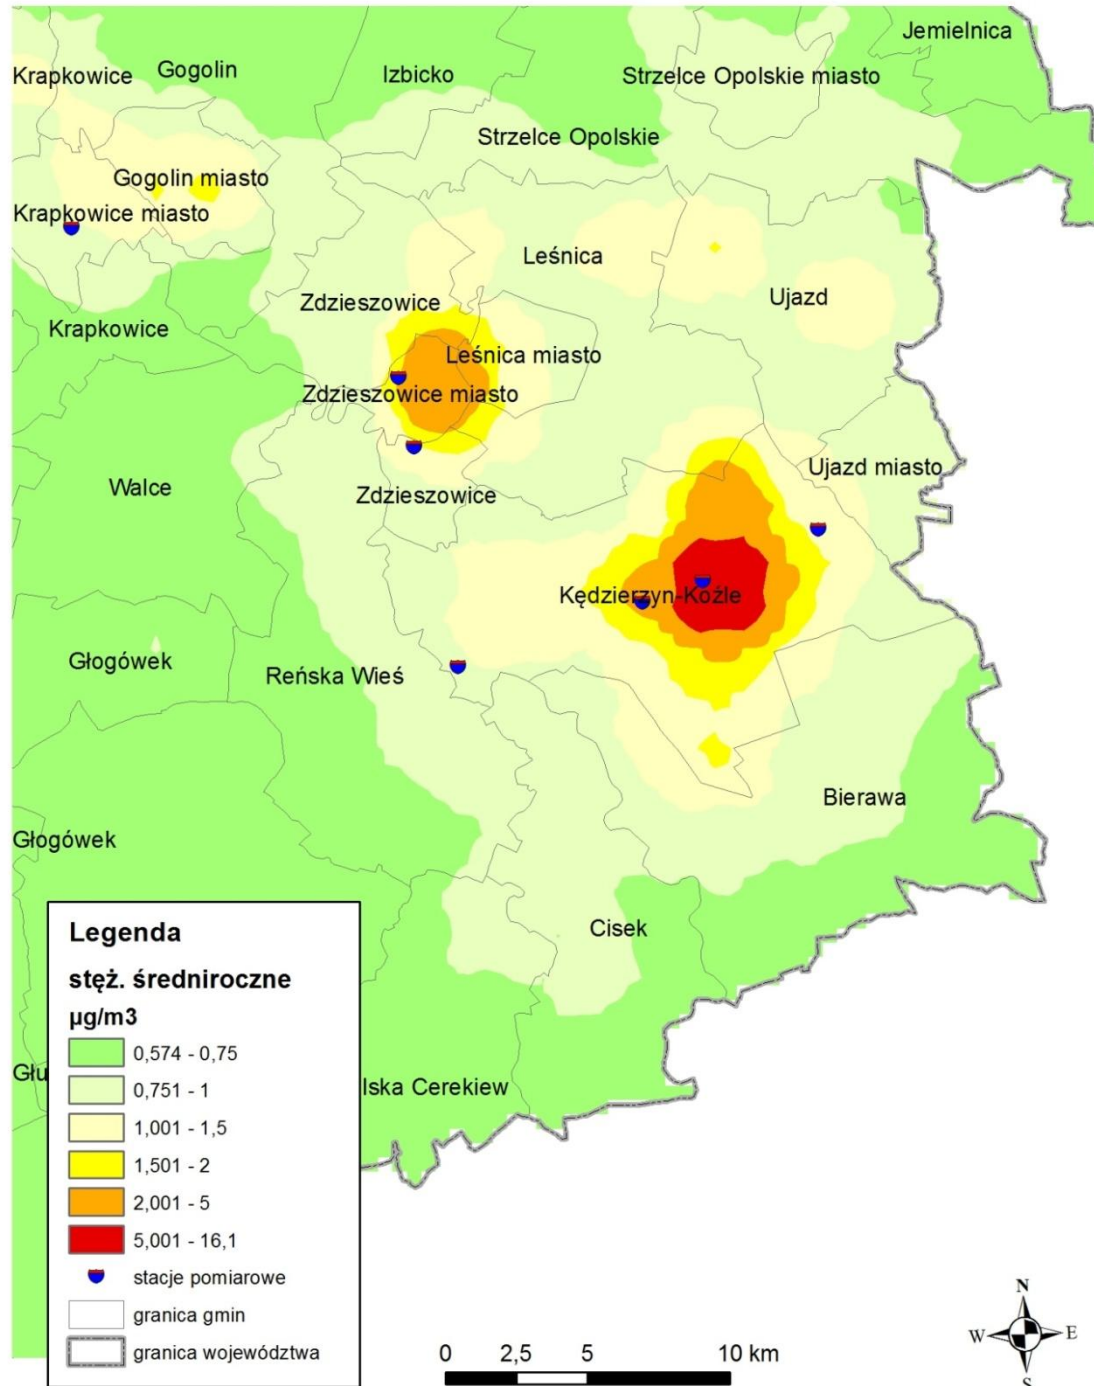 Jemielnica
Krapkowice
Gogolin
Izbicko
Strzelce Opolskie miasto
Strzelce Opolskie
Gogolin miasto
Krapkowice miasto
Leśnica
Ujazd
Zdzieszowice
Krapkowice
Leśnica miasto
Zdzieszowice miasto
Ujazd miasto
Walce
Zdzieszowice
Kędzierzyn-Koźle
Głogówek
Reńska Wieś
Bierawa
Głogówek
Cisek
Głu
lska Cerekiew
Legenda
stęż. średniroczne
µg/m3
0,574 - 0,75
0,751 - 1
1,001 - 1,5
1,501 - 2
2,001 - 5
5,001 - 16,1
stacje pomiarowe
granica gmin
granica województwa
0 2,5 5 10 km
N
W E
S